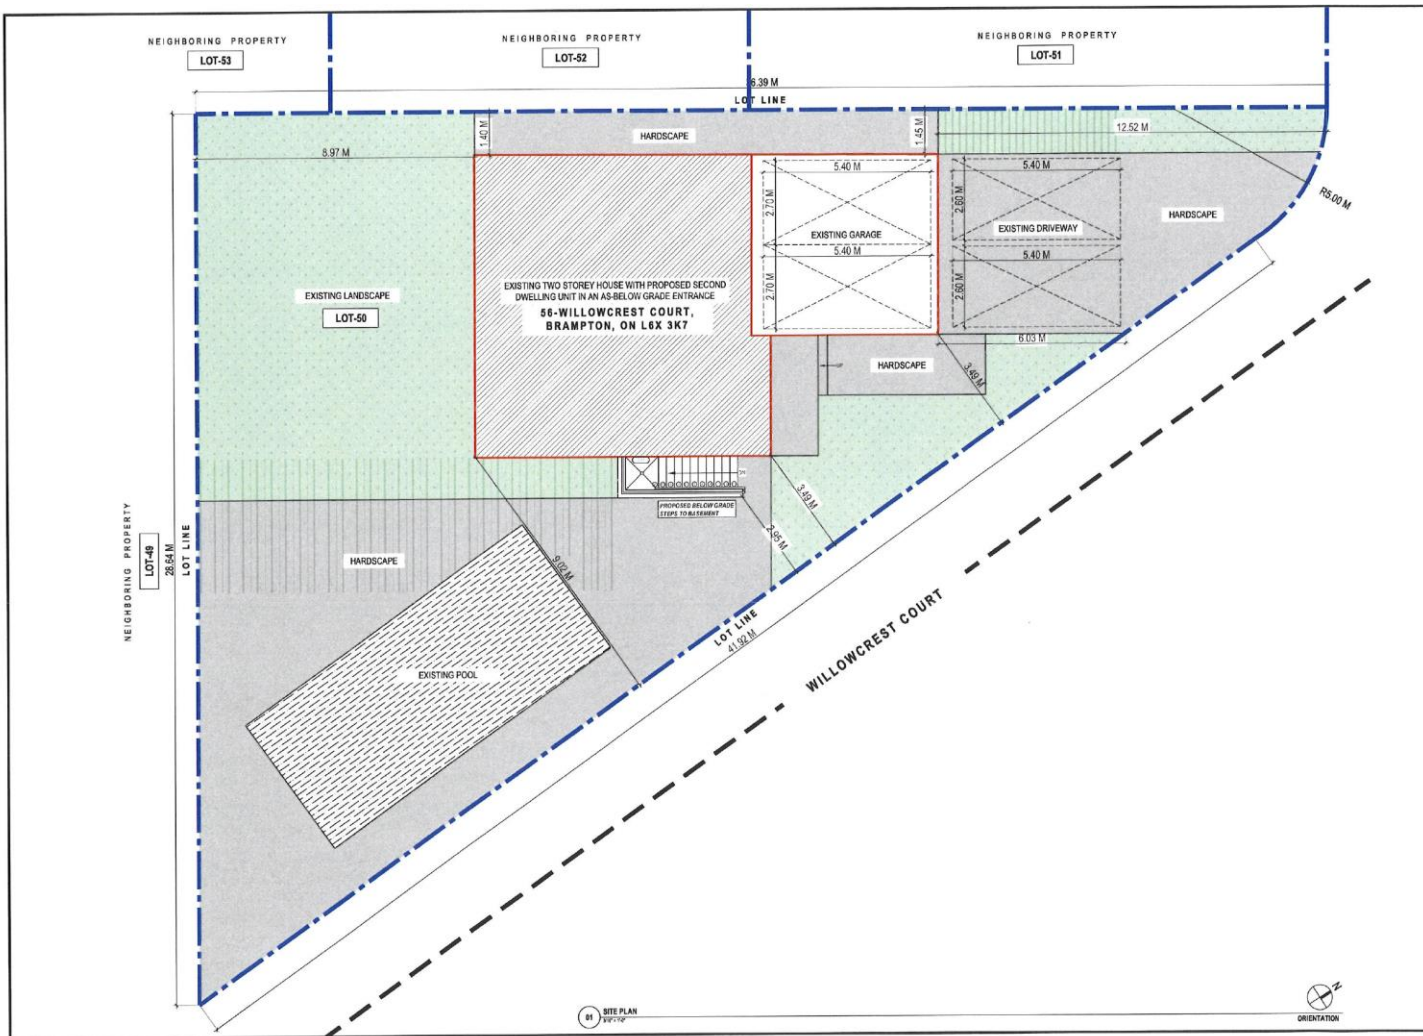 NEIGHBORING PROPERTY
LOT-53
NEIGHBORING PROPERTY
LOT-52
NEIGHBORING PROPERTY
LOT-51
6.39 M
LOT LINE
1.40 M
HARDSCAPE
1.45 M
12.52 M
8.97 M
5.40 M
5.40 M
2.70 M
2.60 M
R5.00 M
HARDSCAPE
EXISTING GARAGE
EXISTING DRIVEWAY
5.40 M
5.40 M
2.70 M
2.60 M
EXISTING LANDSCAPE
LOT-50
EXISTING TWO STOREY HOUSE WITH PROPOSED SECOND
DWELLING UNIT IN AN AS-BELOW GRADE ENTRANCE
56-WILLOWCREST COURT,
BRAMPTON, ON L6X 3K7
6.03 M
HARDSCAPE
3.49 M
3.49 M
PROPOSED BELOW GRADE
STEPS TO BASEMENT
2.95 M
NEIGHBORING PROPERTY
LOT-49
28.64 M
LOT LINE
HARDSCAPE
9.02 M
LOT LINE
41.92 M
WILLOWCREST COURT
EXISTING POOL
01
SITE PLAN
N
ORIENTATION